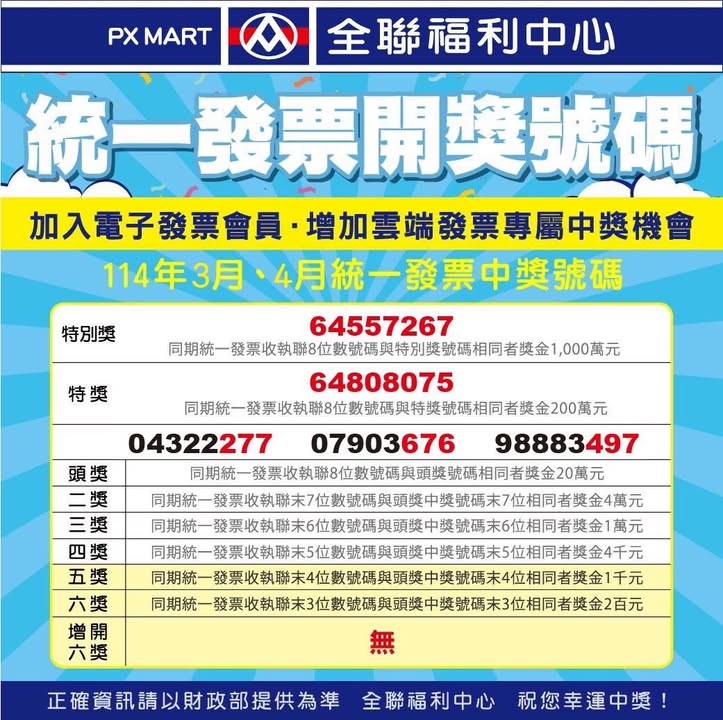 PX MART 全聯福利中心
統一發票開獎號碼
加入電子發票會員·增加雲端發票專屬中獎機會
114年3月、4月統一發票中獎號碼
特別獎
64557267
同期統一發票收執聯8位數號碼與特別獎號碼相同者獎金1,000萬元
特獎
64808075
同期統一發票收執聯8位數號碼與特獎號碼相同者獎金200萬元
04322277 07903676 98883497
頭獎 同期統一發票收執聯8位數號碼與頭獎號碼相同者獎金20萬元
二獎 同期統一發票收執聯末7位數號碼與頭獎中獎號碼末7位相同者獎金4萬元
三獎 同期統一發票收執聯末6位數號碼與頭獎中獎號碼末6位相同者獎金1萬元
四獎 同期統一發票收執聯末5位數號碼與頭獎中獎號碼末5位相同者獎金4千元
五獎 同期統一發票收執聯末4位數號碼與頭獎中獎號碼末4位相同者獎金1千元
六獎 同期統一發票收執聯末3位數號碼與頭獎中獎號碼末3位相同者獎金2百元
增開
六獎
無
正確資訊請以財政部提供為準 全聯福利中心 祝您幸運中獎！